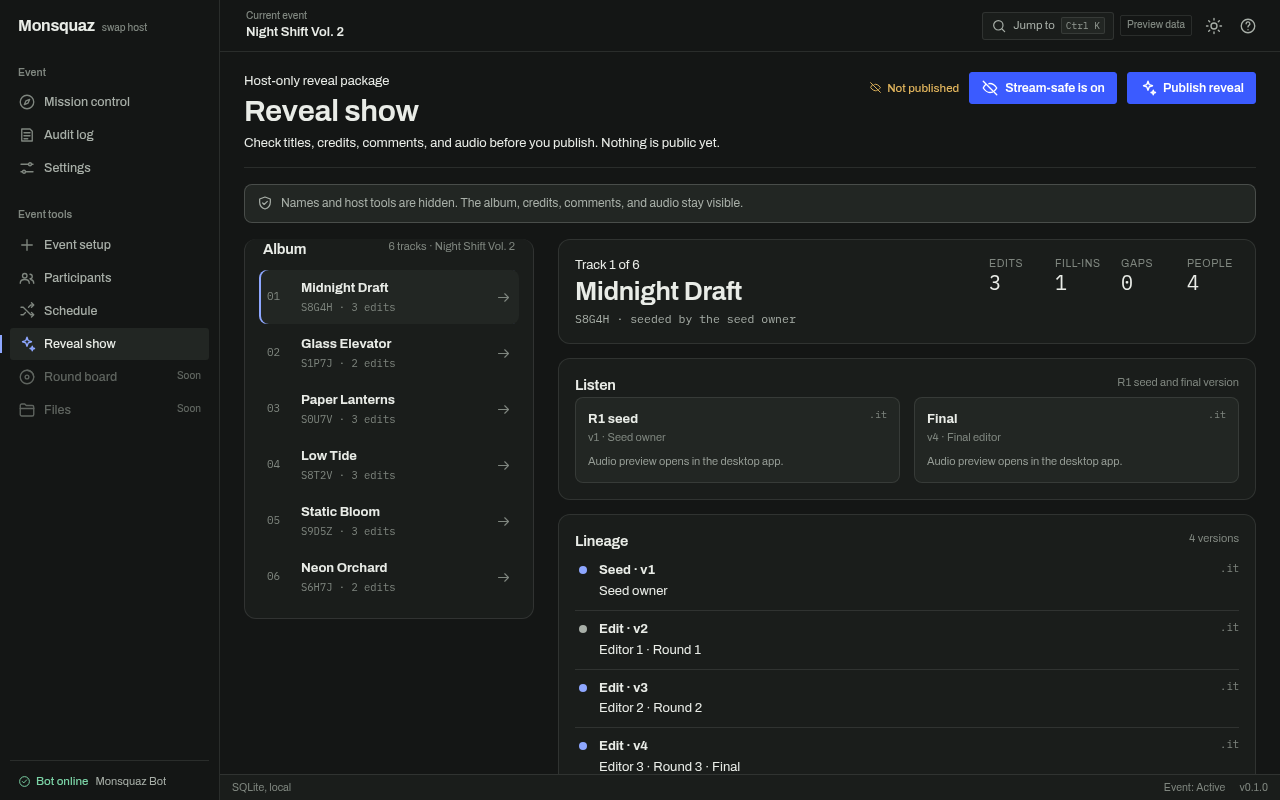 Monsquaz swap host
Event
Mission control
Audit log
Settings
Event tools
Event setup
Participants
Schedule
Reveal show
Round board Soon
Files Soon
Bot online Monsquaz Bot
Current event
Night Shift Vol. 2
Jump to Ctrl K
Preview data
Host-only reveal package
Reveal show
Check titles, credits, comments, and audio before you publish. Nothing is public yet.
Not published
Stream-safe is on
Publish reveal
Names and host tools are hidden. The album, credits, comments, and audio stay visible.
Album 6 tracks · Night Shift Vol. 2
01 Midnight Draft
S8G4H · 3 edits
02 Glass Elevator
S1P7J · 2 edits
03 Paper Lanterns
S0U7V · 3 edits
04 Low Tide
S8T2V · 3 edits
05 Static Bloom
S9D5Z · 3 edits
06 Neon Orchard
S6H7J · 2 edits
Track 1 of 6
Midnight Draft
S8G4H · seeded by the seed owner
EDITS FILL-INS GAPS PEOPLE
3 1 0 4
Listen R1 seed and final version
R1 seed .it
v1 · Seed owner
Audio preview opens in the desktop app.
Final .it
v4 · Final editor
Audio preview opens in the desktop app.
Lineage 4 versions
Seed · v1 .it
Seed owner
Edit · v2 .it
Editor 1 · Round 1
Edit · v3 .it
Editor 2 · Round 2
Edit · v4 .it
Editor 3 · Round 3 · Final
SQLite, local
Event: Active v0.1.0